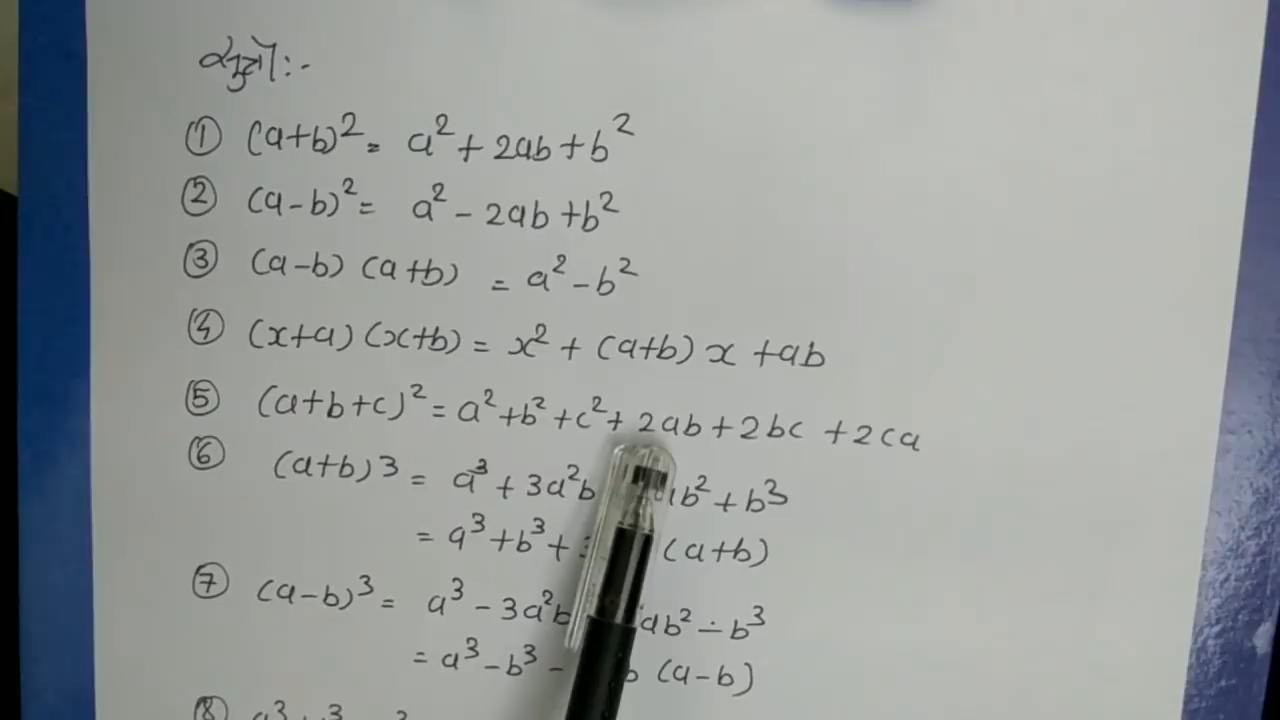 ① (a+b)² = a² + 2ab + b²
② (a-b)² = a² - 2ab + b²
③ (a-b) (a+b) = a² - b²
④ (x+a) (x+b) = x² + (a+b) x + ab
⑤ (a+b+c)² = a² + b² + c² + 2ab + 2bc + 2ca
⑥ (a+b)3 = a³ + 3a²b ab² + b3
= a³ + b³ + (a+b)
⑦ (a-b)³ = a³ - 3a²b ab² - b³
= a³ - b³ - b (a-b)
⑧